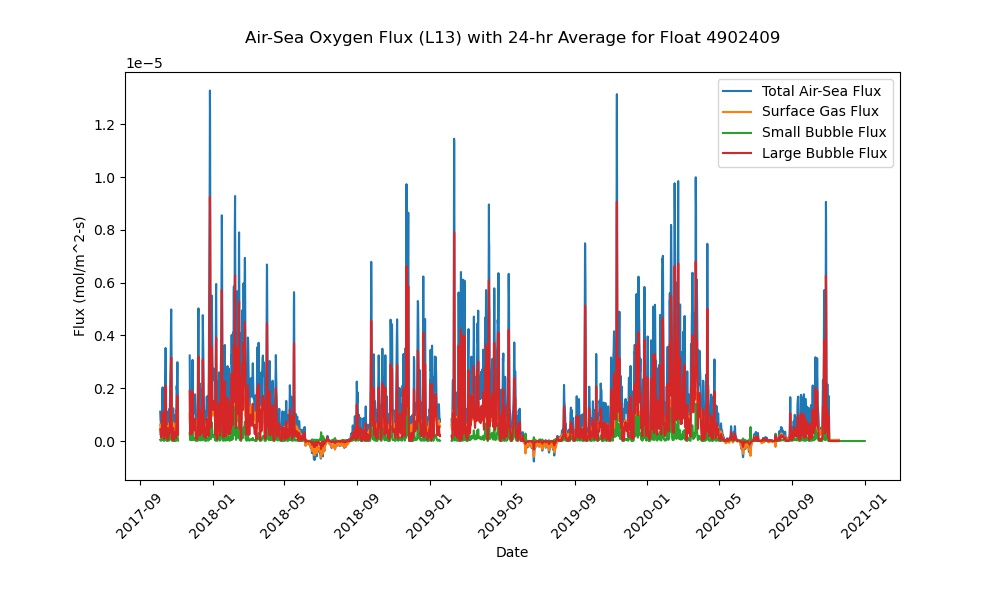 Air-Sea Oxygen Flux (L13) with 24-hr Average for Float 4902409
1e−5
Total Air-Sea Flux
Surface Gas Flux
Small Bubble Flux
Large Bubble Flux
1.2
1.0
0.8
0.6
0.4
0.2
0.0
Flux (mol/m^2-s)
2017-09
2018-01
2018-05
2018-09
2019-01
2019-05
2019-09
2020-01
2020-05
2020-09
2021-01
Date